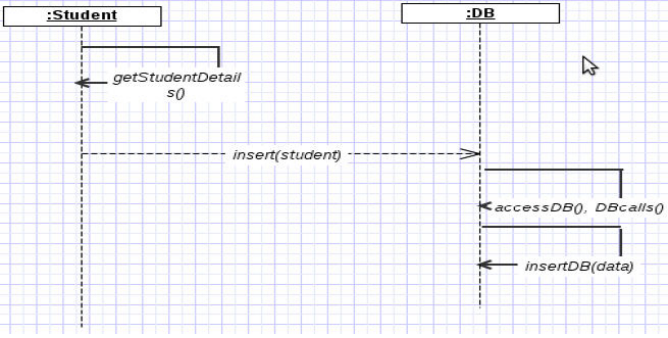 :Student
:DB
getStudentDetail
s()
insert(student)
accessDB(), DBcalls()
insertDB(data)